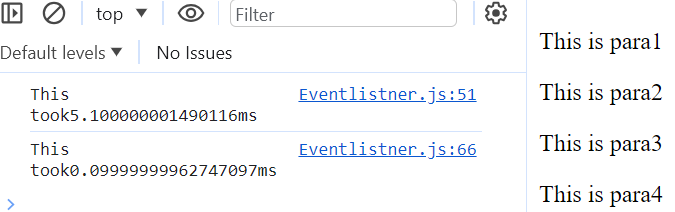 top
Filter
Default levels
No Issues
This
took5.100000001490116ms
Eventlistner.js:51
This
took0.09999999962747097ms
Eventlistner.js:66
This is para1
This is para2
This is para3
This is para4